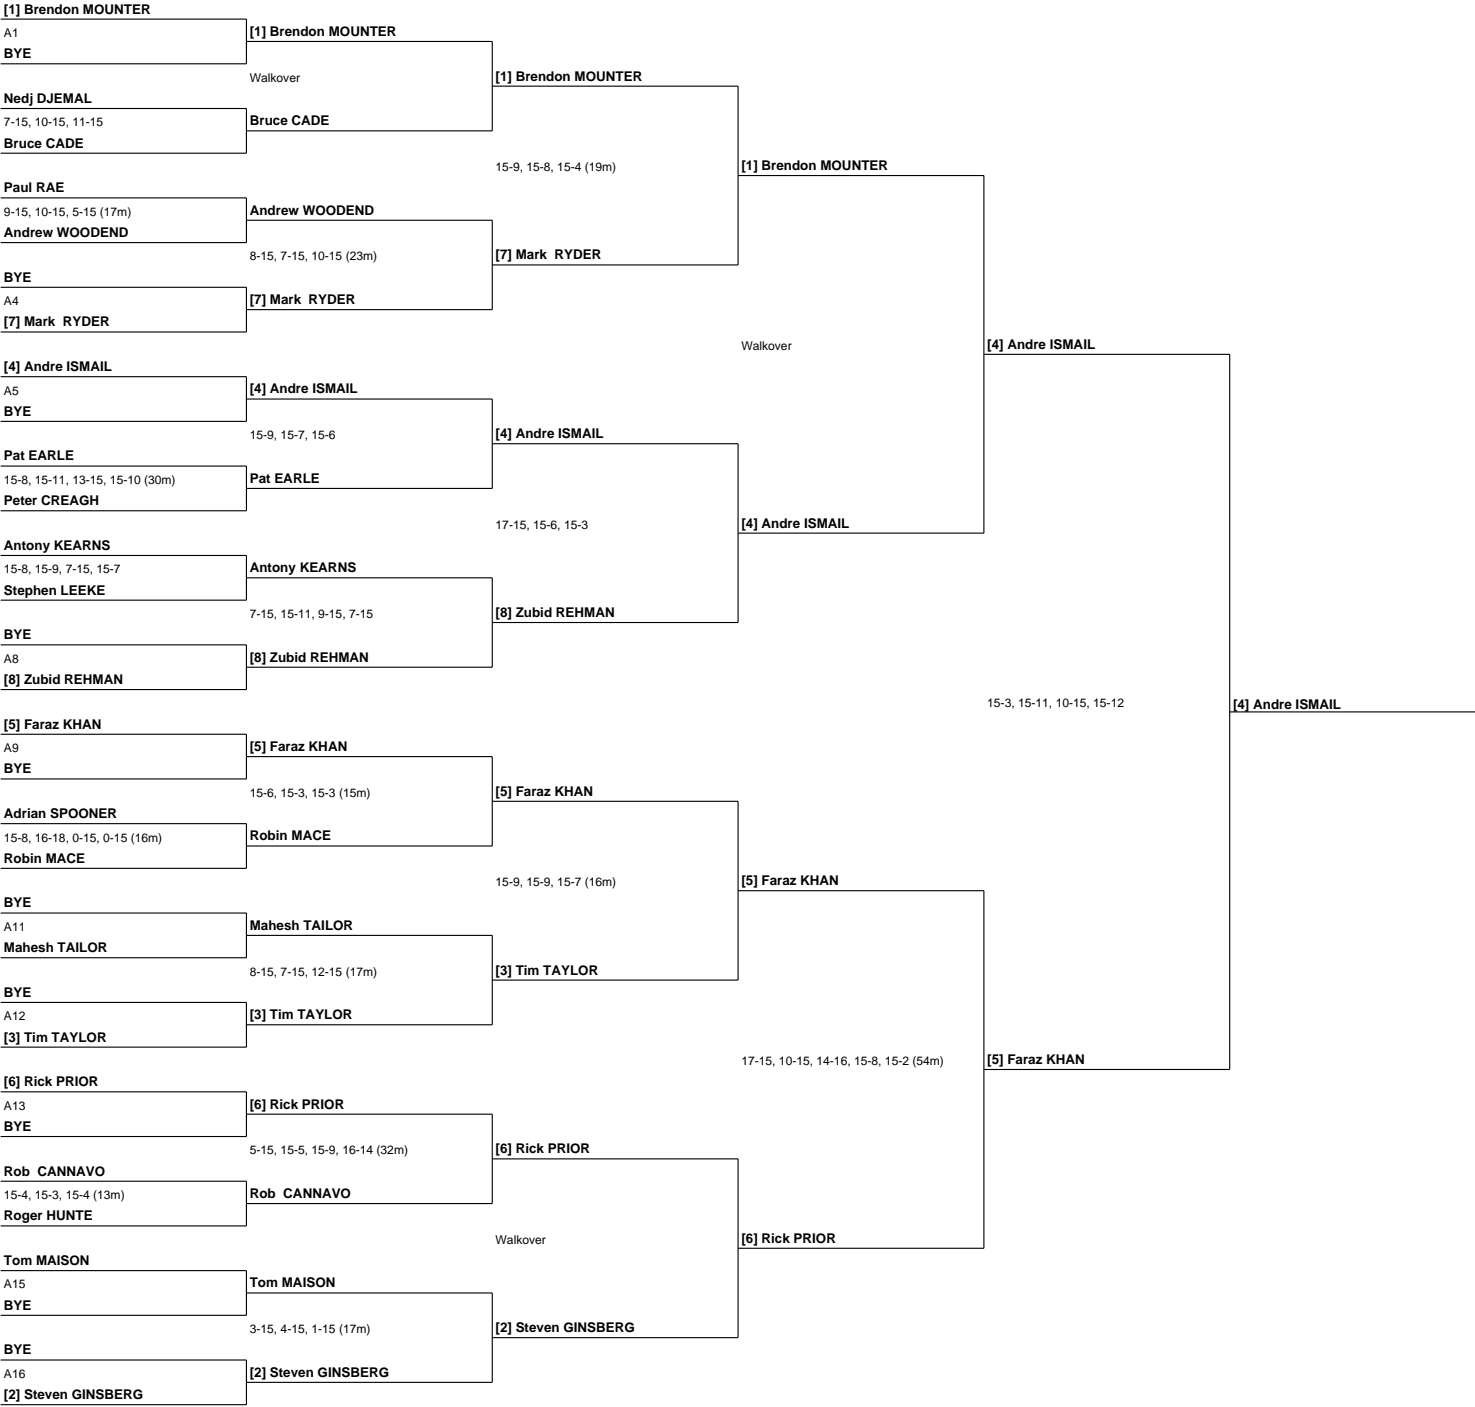 [1] Brendon MOUNTER
A1
BYE
Nedj DJEMAL
7-15, 10-15, 11-15
Bruce CADE
Paul RAE
9-15, 10-15, 5-15 (17m)
Andrew WOODEND
BYE
A4
[7] Mark  RYDER
[4] Andre ISMAIL
A5
BYE
Pat EARLE
15-8, 15-11, 13-15, 15-10 (30m)
Peter CREAGH
Antony KEARNS
15-8, 15-9, 7-15, 15-7
Stephen LEEKE
BYE
A8
[8] Zubid REHMAN
[5] Faraz KHAN
A9
BYE
Adrian SPOONER
15-8, 16-18, 0-15, 0-15 (16m)
Robin MACE
BYE
A11
Mahesh TAILOR
BYE
A12
[3] Tim TAYLOR
[6] Rick PRIOR
A13
BYE
Rob  CANNAVO
15-4, 15-3, 15-4 (13m)
Roger HUNTE
Tom MAISON
A15
BYE
BYE
A16
[2] Steven GINSBERG
[1] Brendon MOUNTER
Walkover
Bruce CADE
Andrew WOODEND
8-15, 7-15, 10-15 (23m)
[7] Mark  RYDER
[4] Andre ISMAIL
15-9, 15-7, 15-6
Pat EARLE
Antony KEARNS
7-15, 15-11, 9-15, 7-15
[8] Zubid REHMAN
[5] Faraz KHAN
15-6, 15-3, 15-3 (15m)
Robin MACE
Mahesh TAILOR
8-15, 7-15, 12-15 (17m)
[3] Tim TAYLOR
[6] Rick PRIOR
5-15, 15-5, 15-9, 16-14 (32m)
Rob  CANNAVO
Tom MAISON
3-15, 4-15, 1-15 (17m)
[2] Steven GINSBERG
[1] Brendon MOUNTER
15-9, 15-8, 15-4 (19m)
[7] Mark  RYDER
[4] Andre ISMAIL
17-15, 15-6, 15-3
[8] Zubid REHMAN
[5] Faraz KHAN
15-9, 15-9, 15-7 (16m)
[3] Tim TAYLOR
[6] Rick PRIOR
Walkover
[2] Steven GINSBERG
[1] Brendon MOUNTER
Walkover
[4] Andre ISMAIL
[5] Faraz KHAN
17-15, 10-15, 14-16, 15-8, 15-2 (54m)
[6] Rick PRIOR
[4] Andre ISMAIL
15-3, 15-11, 10-15, 15-12
[5] Faraz KHAN
[4] Andre ISMAIL